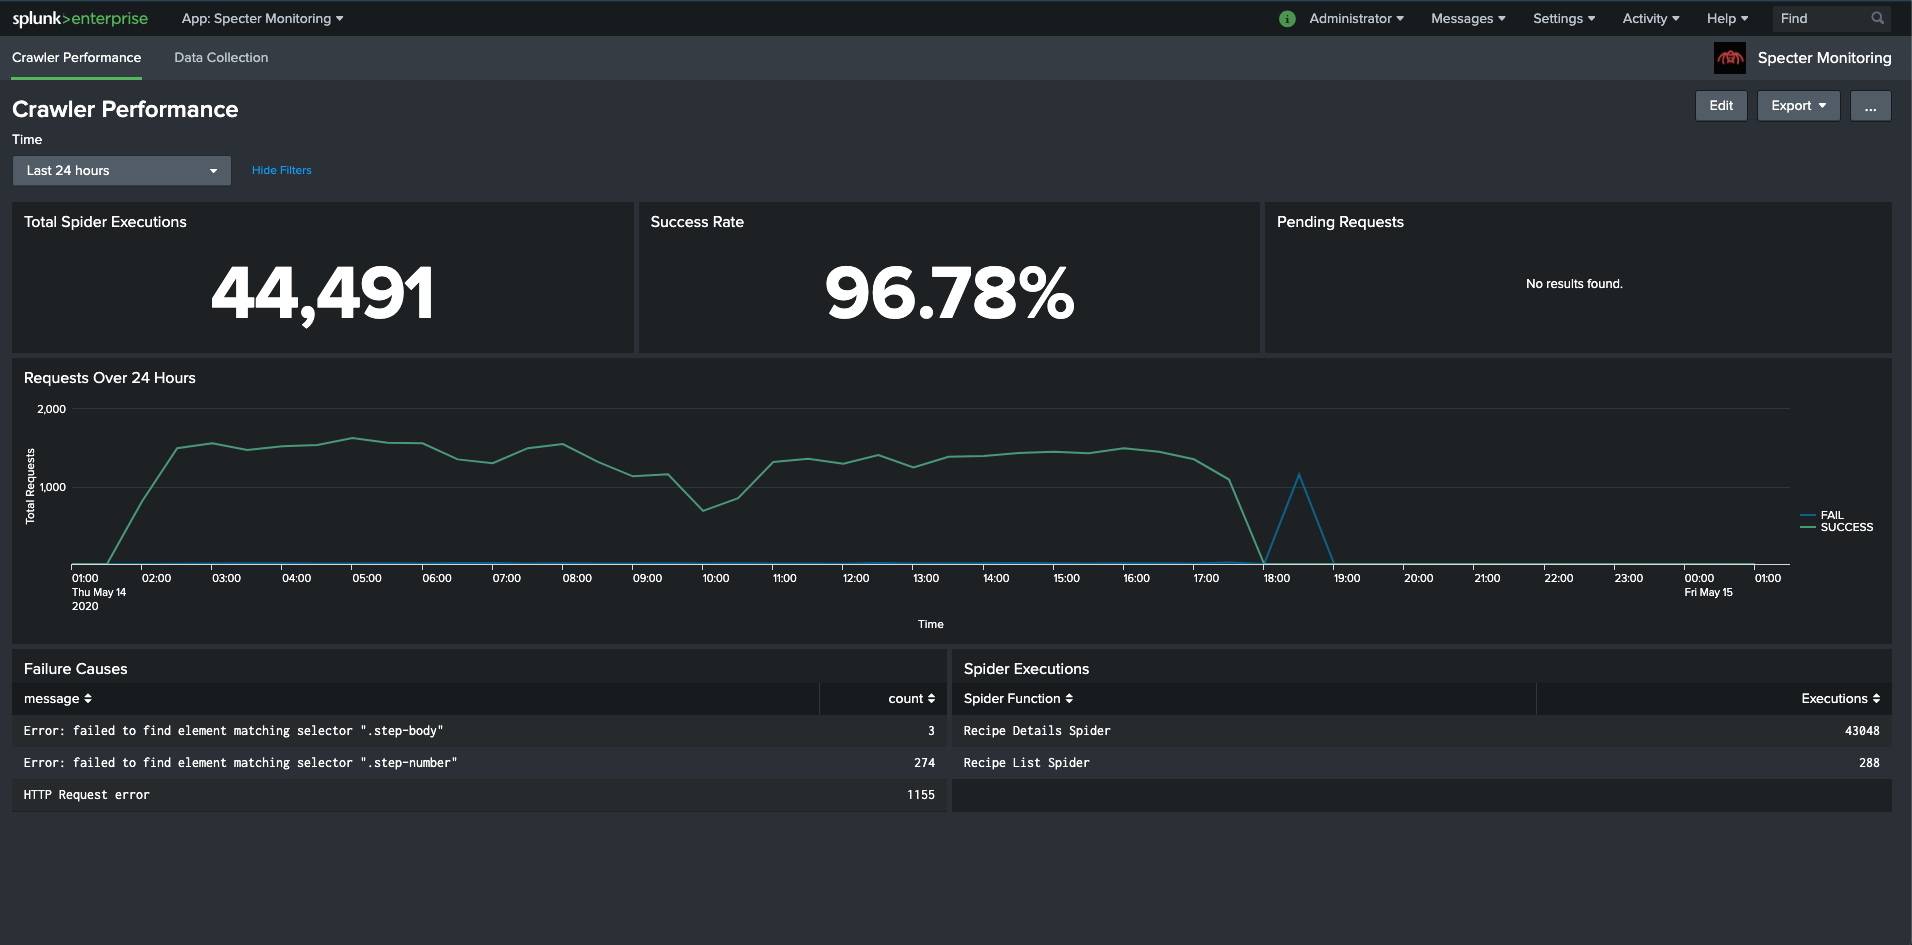 splunk>enterprise App: Specter Monitoring i Administrator Messages Settings Activity Help Find
Crawler Performance Data Collection Specter Monitoring
Crawler Performance Edit Export ...
Time
Last 24 hours Hide Filters
Total Spider Executions Success Rate Pending Requests
44,491 96.78% No results found.
Requests Over 24 Hours
2,000
1,000
Total Requests
FAIL
SUCCESS
01:00 02:00 03:00 04:00 05:00 06:00 07:00 08:00 09:00 10:00 11:00 12:00 13:00 14:00 15:00 16:00 17:00 18:00 19:00 20:00 21:00 22:00 23:00 00:00 01:00
Thu May 14 Fri May 15
2020
Time
Failure Causes Spider Executions
message count Spider Function Executions
Error: failed to find element matching selector ".step-body" 3 Recipe Details Spider 43048
Error: failed to find element matching selector ".step-number" 274 Recipe List Spider 288
HTTP Request error 1155